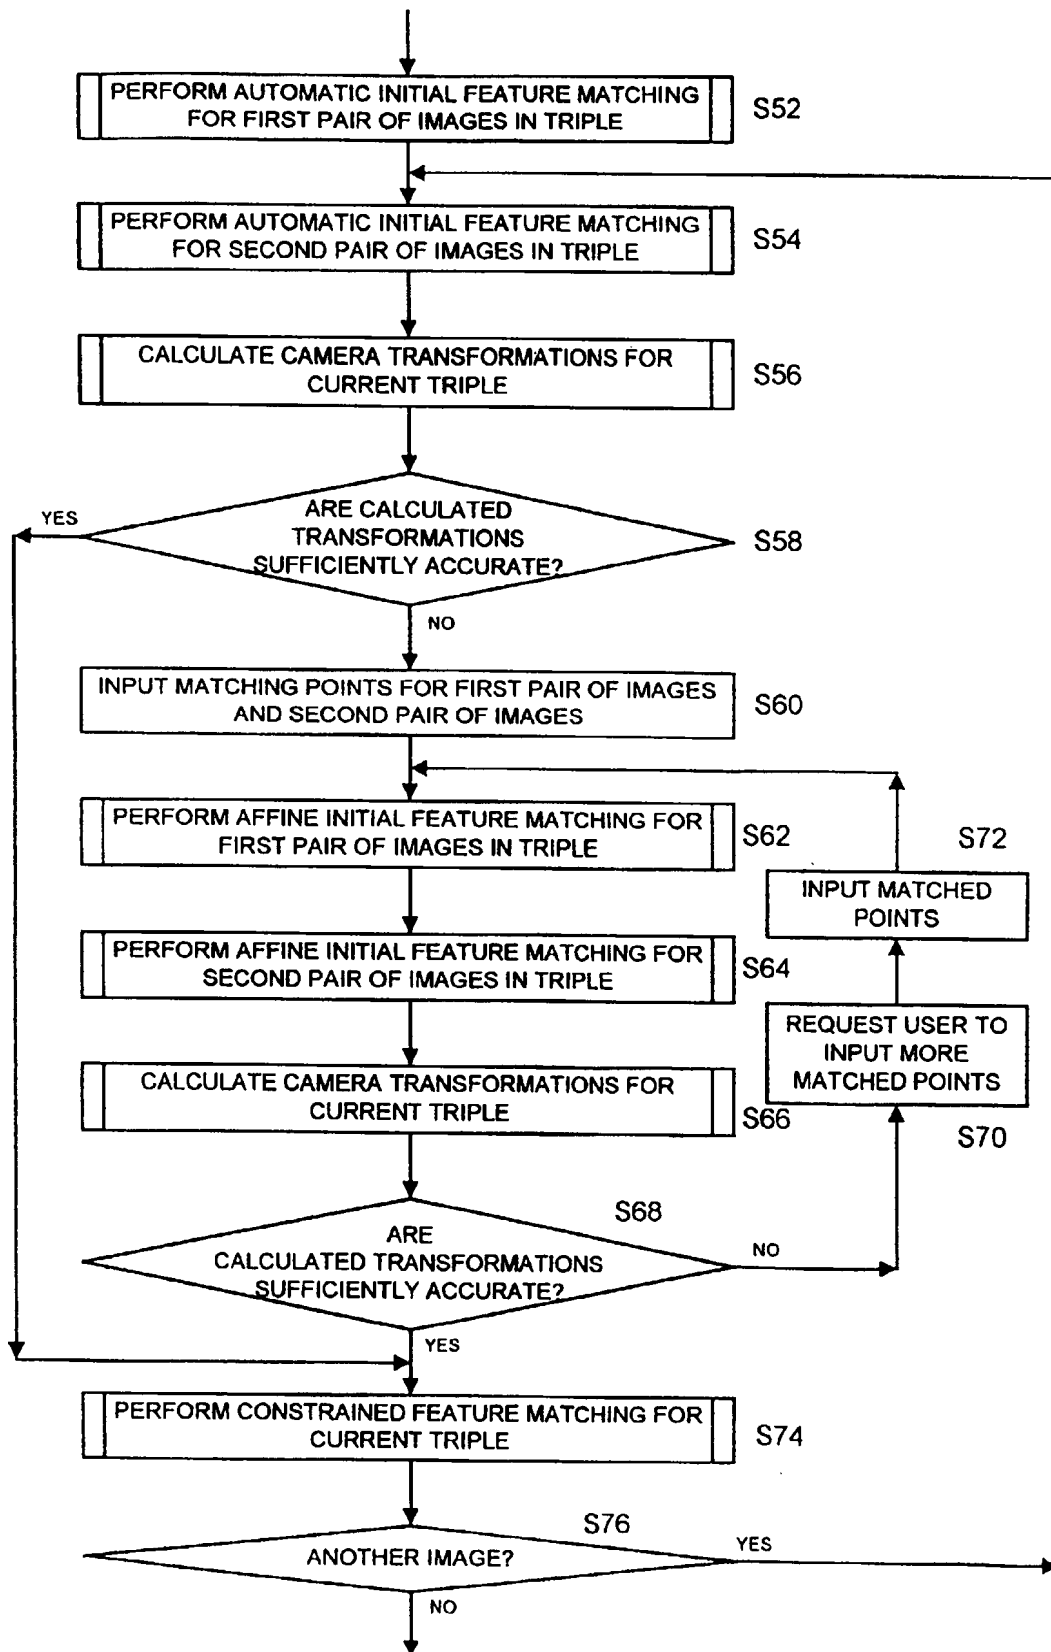 PERFORM AUTOMATIC INITIAL FEATURE MATCHING
FOR FIRST PAIR OF IMAGES IN TRIPLE
S52
PERFORM AUTOMATIC INITIAL FEATURE MATCHING
FOR SECOND PAIR OF IMAGES IN TRIPLE
S54
CALCULATE CAMERA TRANSFORMATIONS FOR
CURRENT TRIPLE
S56
YES
ARE CALCULATED
TRANSFORMATIONS
SUFFICIENTLY ACCURATE?
S58
NO
INPUT MATCHING POINTS FOR FIRST PAIR OF IMAGES
AND SECOND PAIR OF IMAGES
S60
PERFORM AFFINE INITIAL FEATURE MATCHING FOR
FIRST PAIR OF IMAGES IN TRIPLE
S62
S72
INPUT MATCHED
POINTS
PERFORM AFFINE INITIAL FEATURE MATCHING FOR
SECOND PAIR OF IMAGES IN TRIPLE
S64
REQUEST USER TO
INPUT MORE
MATCHED POINTS
S70
CALCULATE CAMERA TRANSFORMATIONS FOR
CURRENT TRIPLE
S66
S68
ARE
CALCULATED TRANSFORMATIONS
SUFFICIENTLY ACCURATE?
NO
YES
PERFORM CONSTRAINED FEATURE MATCHING FOR
CURRENT TRIPLE
S74
S76
ANOTHER IMAGE?
YES
NO